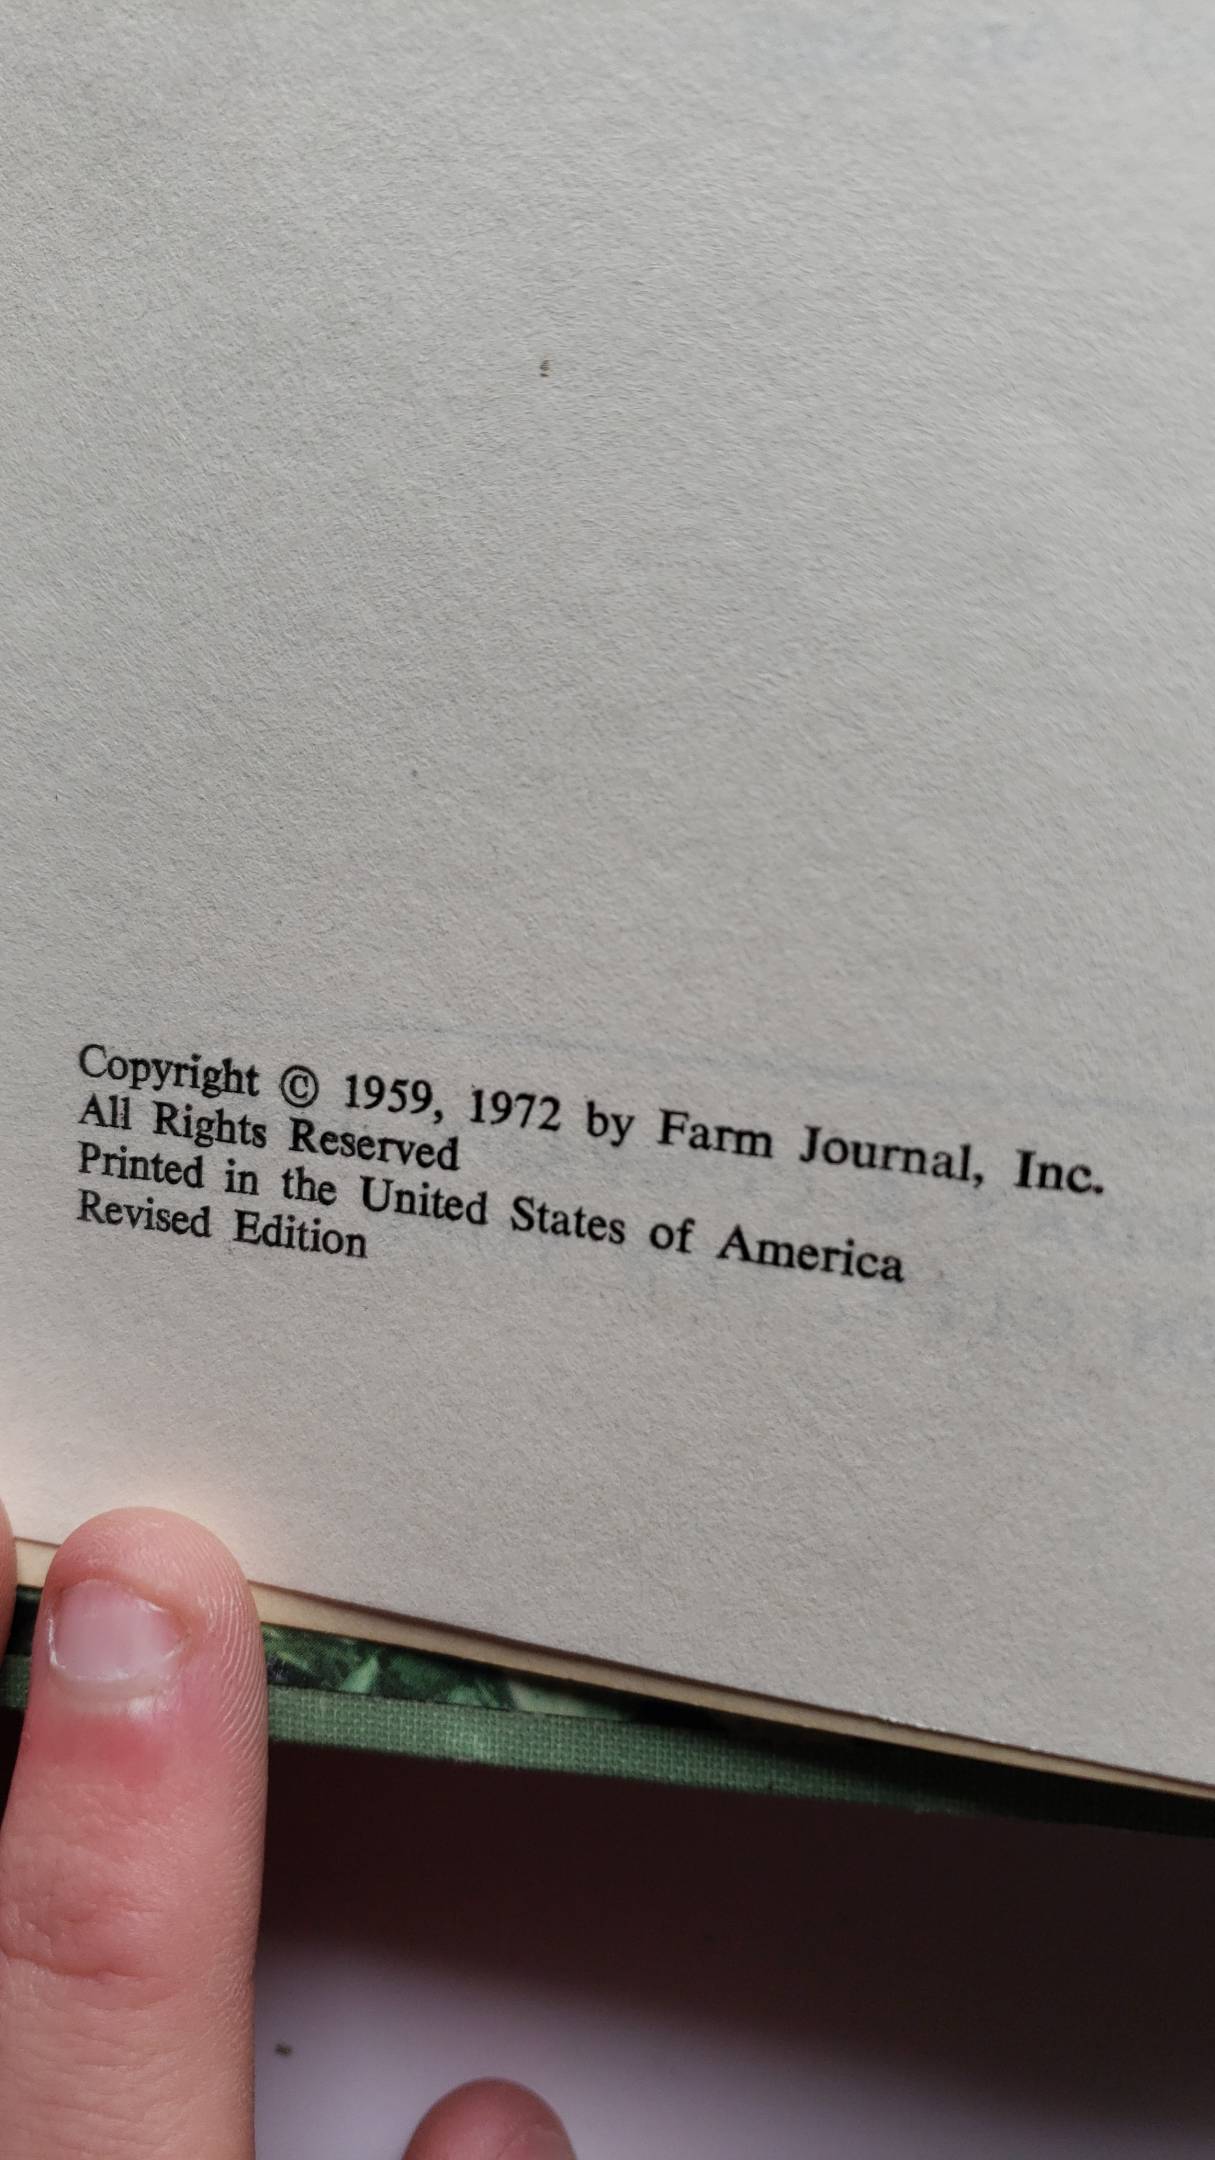 Copyright © 1959, 1972 by Farm Journal, Inc.
All Rights Reserved
Printed in the United States of America
Revised Edition